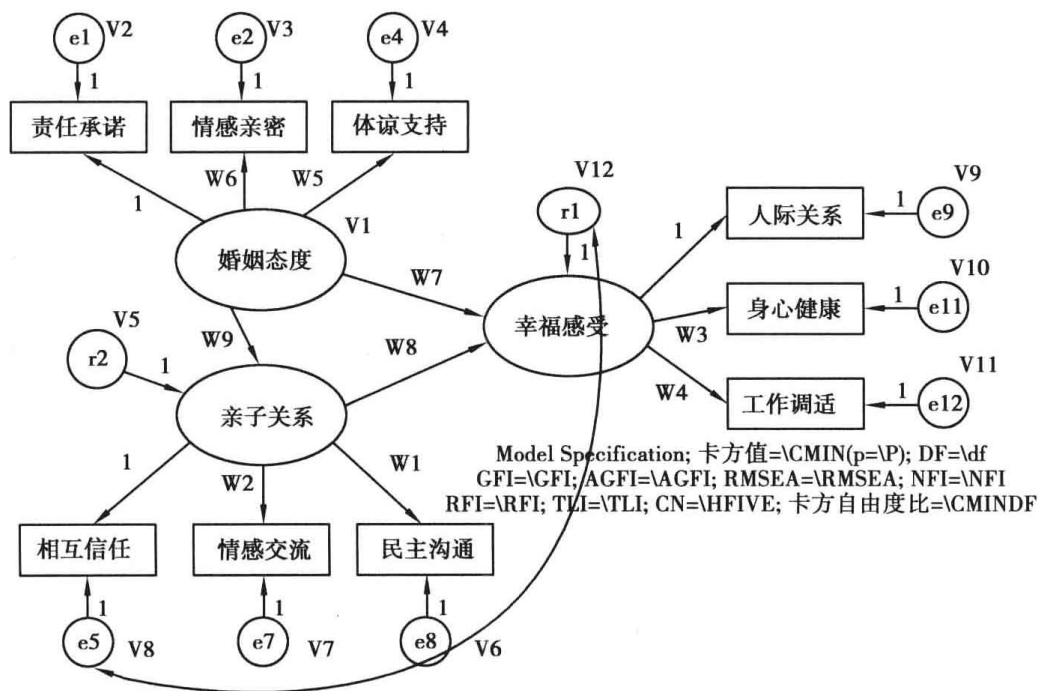 e1 V2
e2 V3
e4 V4
1
1
1
责任承诺
情感亲密
体谅支持
1
W6
W5
V1
婚姻态度
V12
r1
1
V9
人际关系
1
e9
1
W7
幸福感受
V10
身心健康
1
e11
W3
V5
r2
1
W9
亲子关系
W8
V11
工作调适
1
e12
W4
Model Specification; 卡方值=\CMIN(p=\P); DF=\df
GFI=\GFI; AGFI=\AGFI; RMSEA=\RMSEA; NFI=\NFI
RFI=\RFI; TLI=\TLI; CN=\HFIVE; 卡方自由度比=\CMINDF
1
W2
W1
相互信任
情感交流
民主沟通
1
1
1
e5 V8
e7 V7
e8 V6